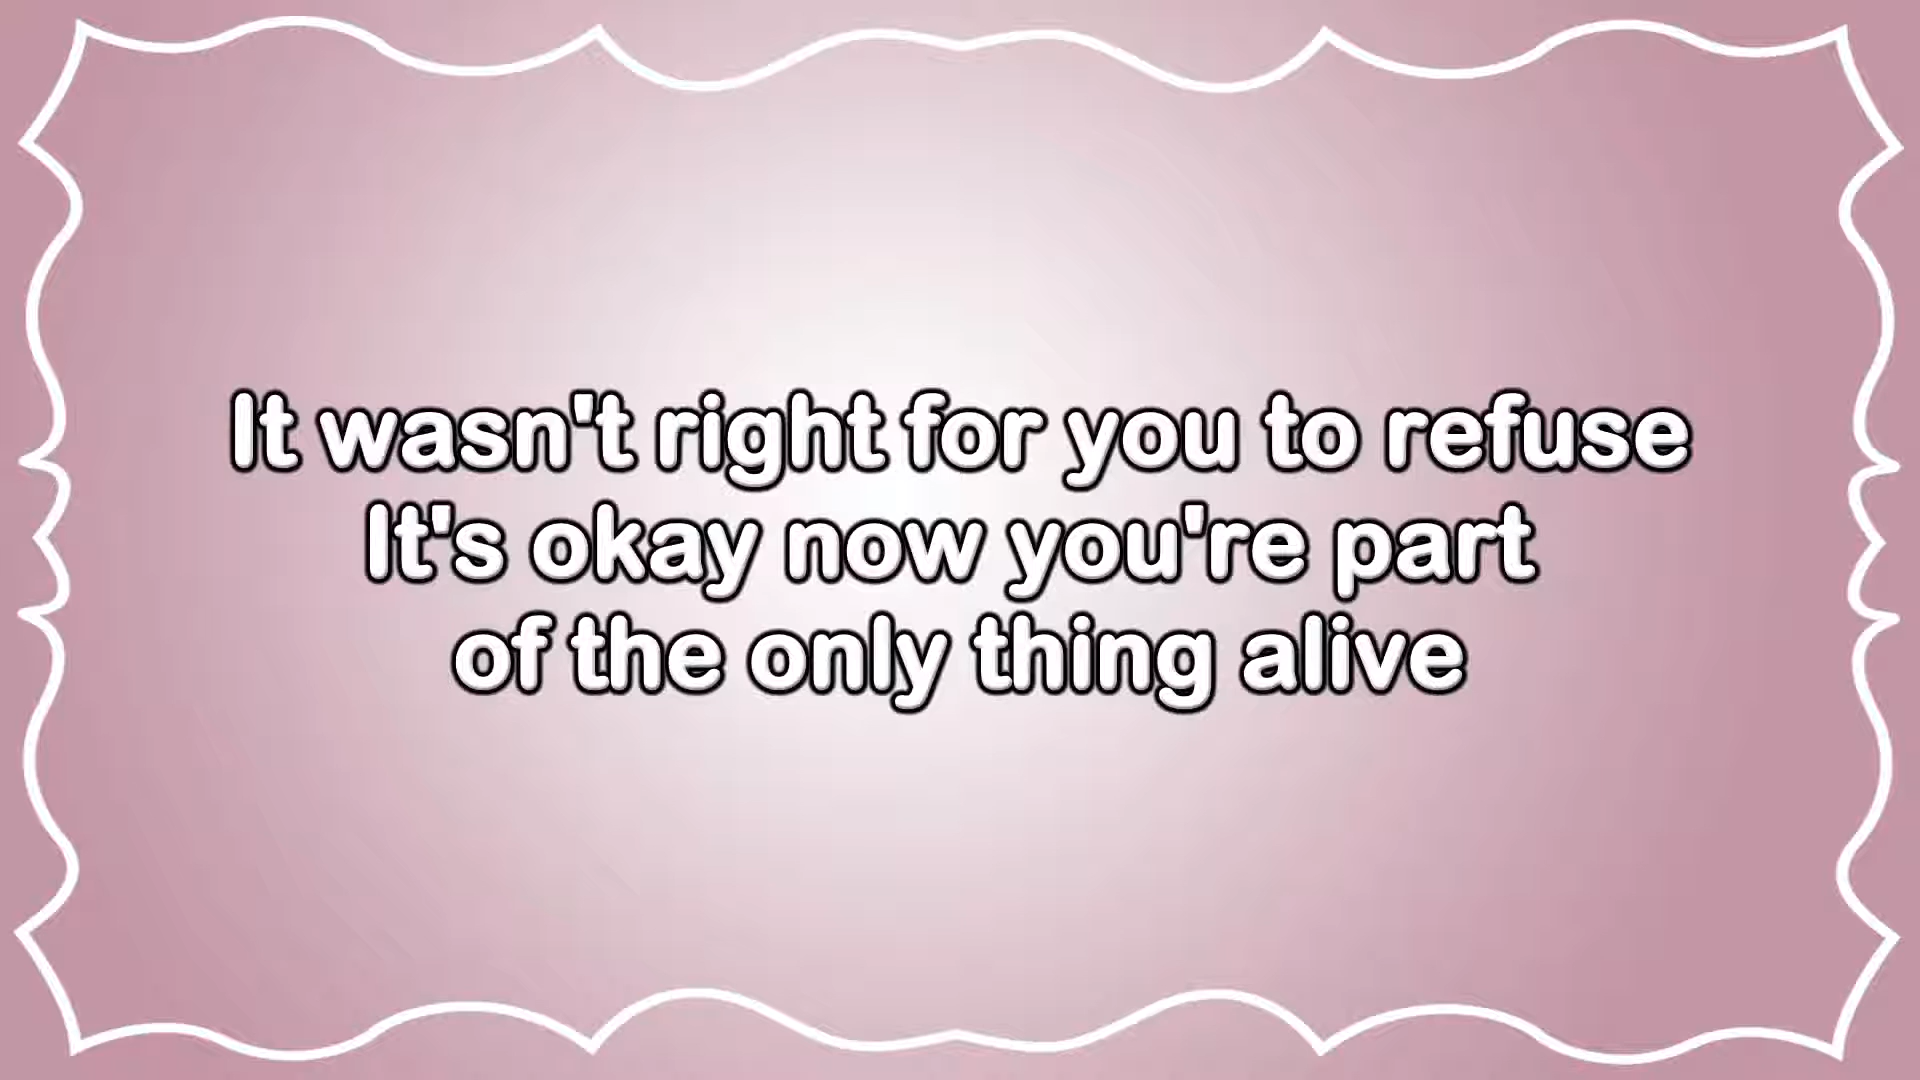 It wasn't right for you to refuse
It's okay now you're part
of the only thing alive